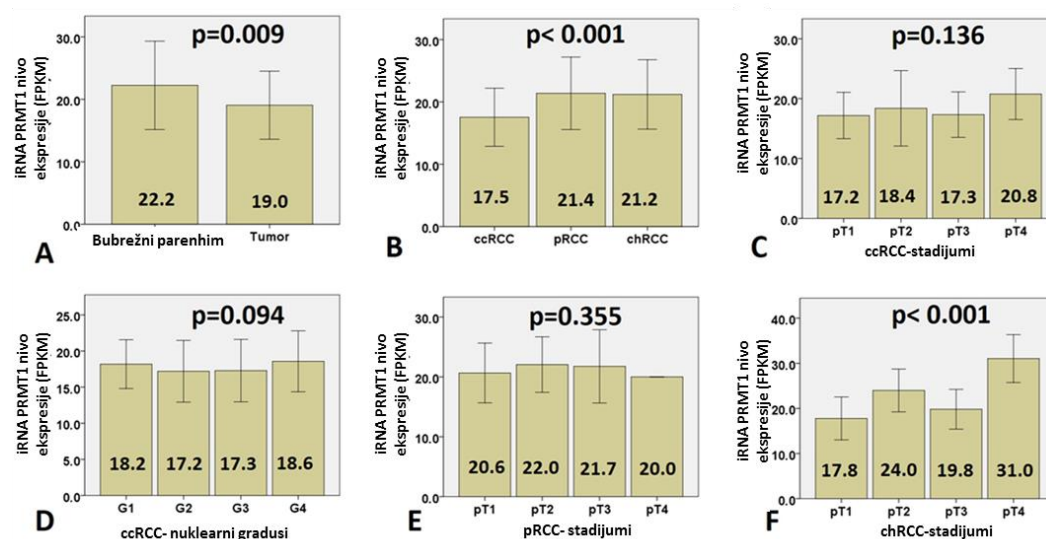 iRNA PRMT1 nivo
ekspresije (FPKM)
30.0
20.0
10.0
0.0
p=0.009
22.2
19.0
Bubrežni parenhim
Tumor
A
iRNA PRMT1 nivo
ekspresije (FPKM)
30.0
20.0
10.0
0.0
p< 0.001
17.5
21.4
21.2
ccRCC
pRCC
chRCC
B
iRNA PRMT1 nivo
ekspresije (FPKM)
30.0
20.0
10.0
0.0
p=0.136
17.2
18.4
17.3
20.8
pT1
pT2
pT3
pT4
C
ccRCC-stadijumi
iRNA PRMT1 nivo
ekspresije (FPKM)
25.0
20.0
15.0
10.0
5.0
0.0
p=0.094
18.2
17.2
17.3
18.6
G1
G2
G3
G4
D
ccRCC- nuklearni gradusi
iRNA PRMT1 nivo
ekspresije (FPKM)
30.0
20.0
10.0
0.0
p=0.355
20.6
22.0
21.7
20.0
pT1
pT2
pT3
pT4
E
pRCC- stadijumi
iRNA PRMT1 nivo
ekspresije (FPKM)
40.0
30.0
20.0
10.0
0.0
p< 0.001
17.8
24.0
19.8
31.0
pT1
pT2
pT3
pT4
F
chRCC-stadijumi